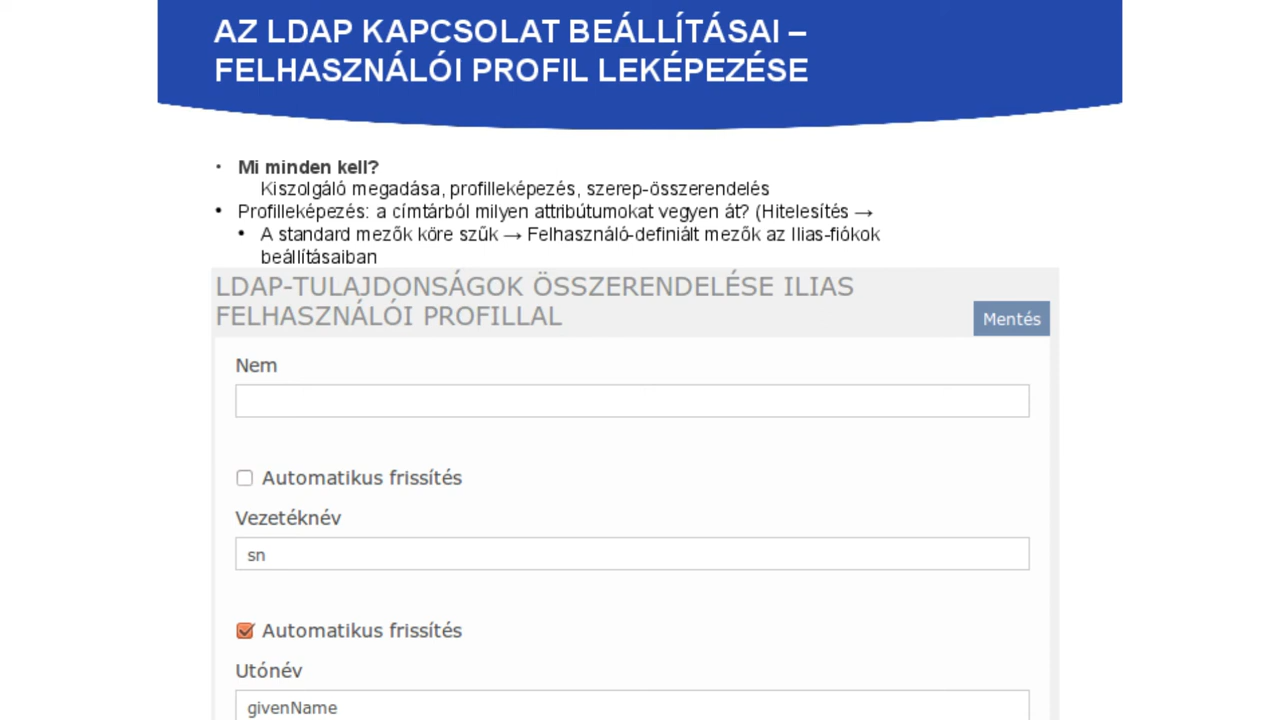 AZ LDAP KAPCSOLAT BEÁLLÍTÁSAI –
FELHASZNÁLÓI PROFIL LEKÉPEZÉSE
• Mi minden kell?
Kiszolgáló megadása, profilleképezés, szerep-összerendelés
• Profilleképezés: a címtárból milyen attribútumokat vegyen át? (Hitelesítés →
• A standard mezők köre szűk → Felhasználó-definiált mezők az Ilias-fiókok
beállításaiban
LDAP-TULAJDONSÁGOK ÖSSZERENDELÉSE ILIAS
FELHASZNÁLÓI PROFILLAL
Mentés
Nem
Automatikus frissítés
Vezetéknév
sn
Automatikus frissítés
Utónév
givenName